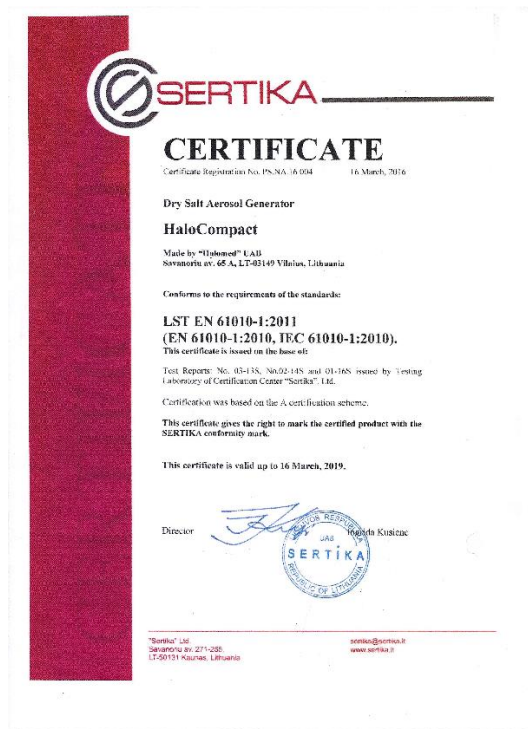 SERTIKA
CERTIFICATE
Certificate Registration No. PS.NA.16.004 16 March, 2016
Dry Salt Aerosol Generator
HaloCompact
Made by "Halomed" UAB
Savanoriu av. 65 A, LT-03149 Vilnius, Lithuania
Conforms to the requirements of the standards:
LST EN 61010-1:2011
(EN 61010-1:2010, IEC 61010-1:2010).
This certificate is issued on the base of:
Test Reports: No. 03-13S, No.02-14S and 01-16S issued by Testing
Laboratory of Certification Center "Sertika", Ltd.
Certification was based on the A certification scheme.
This certificate gives the right to mark the certified product with the
SERTIKA conformity mark.
This certificate is valid up to 16 March, 2019.
Director
UAB
SERTIKA
REPUBLIC OF LITHUANIA
"Sertika" Ltd.
Savanoriu av. 271-285,
LT-50131 Kaunas, Lithuania
sertika@sertika.lt
www.sertika.lt